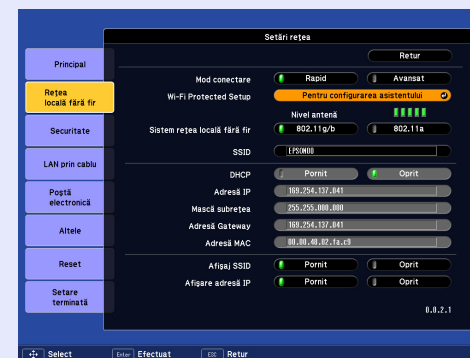 Setări rețea
Retur
Principal
Rețea
locală fără fir
Securitate
LAN prin cablu
Poștă
electronică
Altele
Reset
Setare
terminată
Mod conectare Rapid Avansat
Wi-Fi Protected Setup Pentru configurarea asistentului
Nivel antenă
Sistem rețea locală fără fir 802.11g/b 802.11a
SSID EPSON00
DHCP Pornit Oprit
Adresă IP 169.254.137.041
Mască subrețea 255.255.000.000
Adresă Gateway 169.254.137.041
Adresă MAC 00.00.48.82.fa.c9
Afișaj SSID Pornit Oprit
Afișare adresă IP Pornit Oprit
0.0.2.1
Select Enter Efectuat ESC Retur